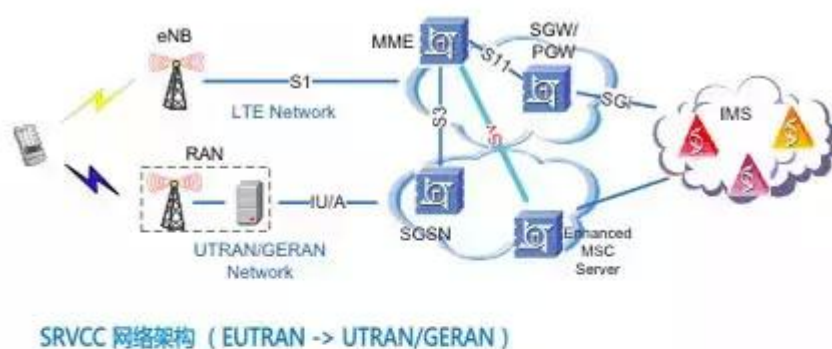 eNB
MME
SGW/
PGW
S11
S1
SGi
LTE Network
S3
IMS
RAN
IU/A
SGSN
UTRAN/GERAN
Network
Enhanced
MSC
Server
SRVCC 网络架构 ( EUTRAN -> UTRAN/GERAN )